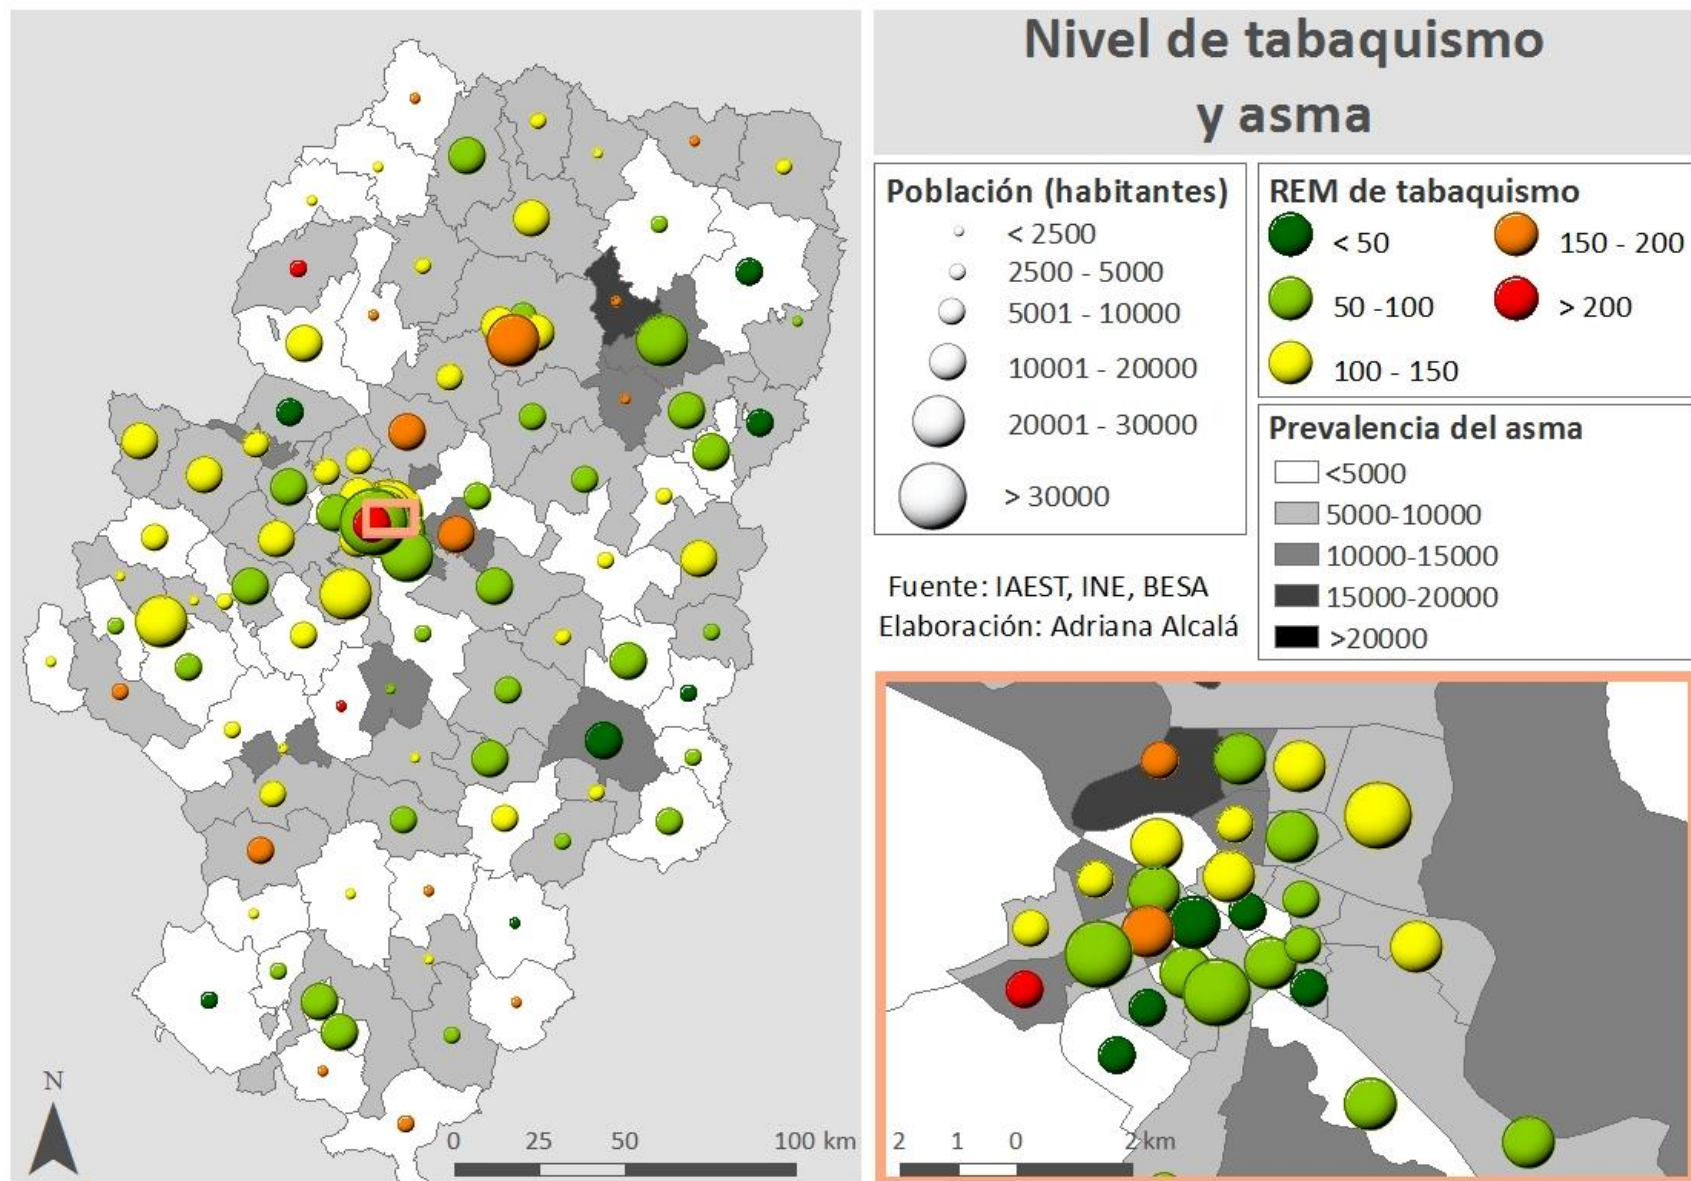 Nivel de tabaquismo
y asma
Población (habitantes)
< 2500
2500 - 5000
5001 - 10000
10001 - 20000
20001 - 30000
> 30000
REM de tabaquismo
< 50
50 -100
100 - 150
150 - 200
> 200
Prevalencia del asma
<5000
5000-10000
10000-15000
15000-20000
>20000
Fuente: IAEST, INE, BESA
Elaboración: Adriana Alcalá
N
0 25 50 100 km
2 1 0 2 km